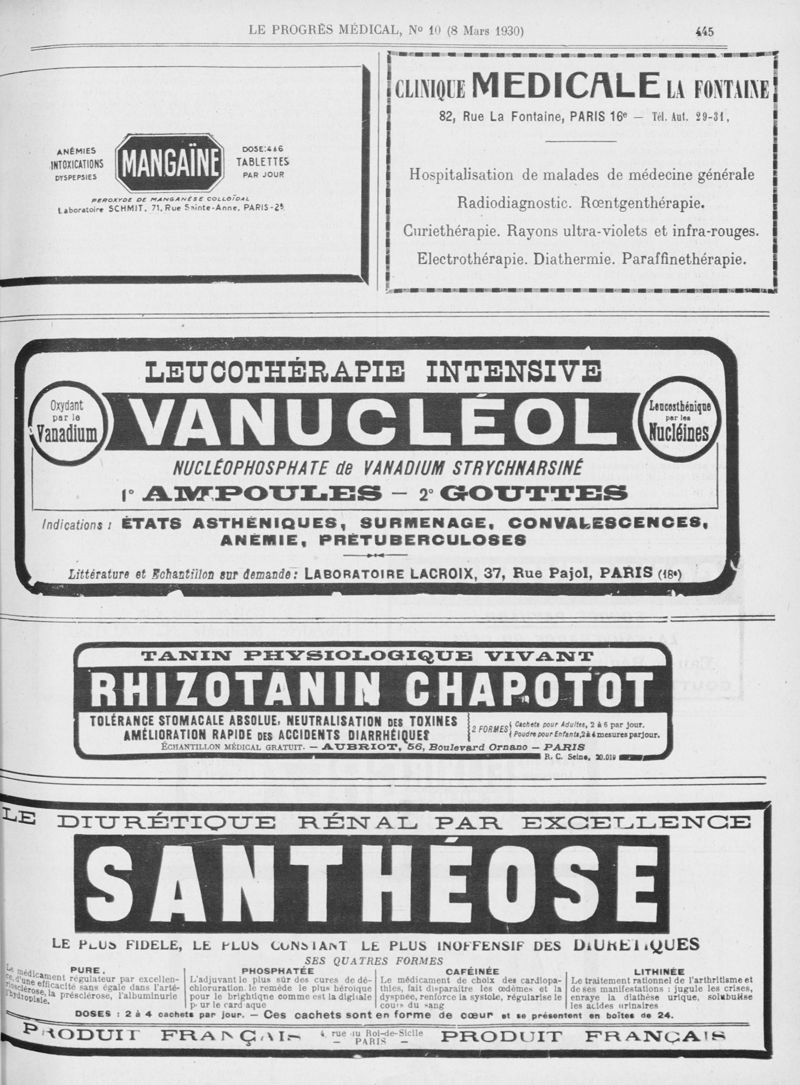 LE PROGRÈS MÉDICAL, No 10 (8 Mars 1930)
445
ANÉMIES
INTOXICATIONS
DYSPEPSIES
MANGAÏNE
DOSE: 4 à 6
TABLETTES
PAR JOUR
PEROXYDE DE MANGANÈSE COLLOÏDAL
Laboratoire SCHMIT, 71, Rue Sainte-Anne, PARIS-2e
CLINIQUE MEDICALE LA FONTAINE
82, Rue La Fontaine, PARIS 16e — Tél. Aut. 29-31,
Hospitalisation de malades de médecine générale
Radiodiagnostic. Rœntgenthérapie.
Curiethérapie. Rayons ultra-violets et infra-rouges.
Electrothérapie. Diathermie. Paraffinethérapie.
LEUCOTHÉRAPIE INTENSIVE
Oxydant
par le
Vanadium
VANUCLÉOL
Leucosthénique
par les
Nucléines
NUCLÉOPHOSPHATE de VANADIUM STRYCHNARSINÉ
1° AMPOULES — 2° GOUTTES
Indications : ÉTATS ASTHÉNIQUES, SURMENAGE, CONVALESCENCES,
ANÉMIE, PRÉTUBERCULOSES
Littérature et Echantillon sur demande : LABORATOIRE LACROIX, 37, Rue Pajol, PARIS (18e)
TANIN PHYSIOLOGIQUE VIVANT
RHIZOTANIN CHAPOTOT
TOLÉRANCE STOMACALE ABSOLUE, NEUTRALISATION DES TOXINES
AMÉLIORATION RAPIDE DES ACCIDENTS DIARRHÉIQUES
2 FORMES
Cachets pour Adultes, 2 à 6 par jour.
Poudre pour Enfants, 2 à 4 mesures par jour.
ÉCHANTILLON MÉDICAL GRATUIT. — AUBRIOT, 56, Boulevard Ornano — PARIS
R. C. Seine, 20.019
LE DIURÉTIQUE RÉNAL PAR EXCELLENCE
SANTHÉOSE
LE PLUS FIDELE, LE PLUS CONSTANT LE PLUS INOFFENSIF DES DIURÉTIQUES
SES QUATRES FORMES
PURE,
Le médicament régulateur par excellen-
ce, d'une efficacité sans égale dans l'arté-
riosclérose, la présclérose, l'albuminurie
l'hydropisie.
PHOSPHATÉE
L'adjuvant le plus sûr des cures de dé-
chloruration, le remède le plus héroïque
pour le brightique comme est la digitale
pour le cardiaque
CAFÉINÉE
Le médicament de choix des cardiopa-
thies, fait disparaître les œdèmes et la
dyspnée, renforce la systole, régularise le
cours du sang
LITHINÉE
Le traitement rationnel de l'arthritisme et
de ses manifestations : jugule les crises,
enraye la diathèse urique, solubilise
les acides urinaires
DOSES : 2 à 4 cachets par jour. — Ces cachets sont en forme de cœur et se présentent en boîtes de 24.
PRODUIT FRANÇAIS
4, rue du Roi-de-Sicile
— PARIS —
PRODUIT FRANÇAIS